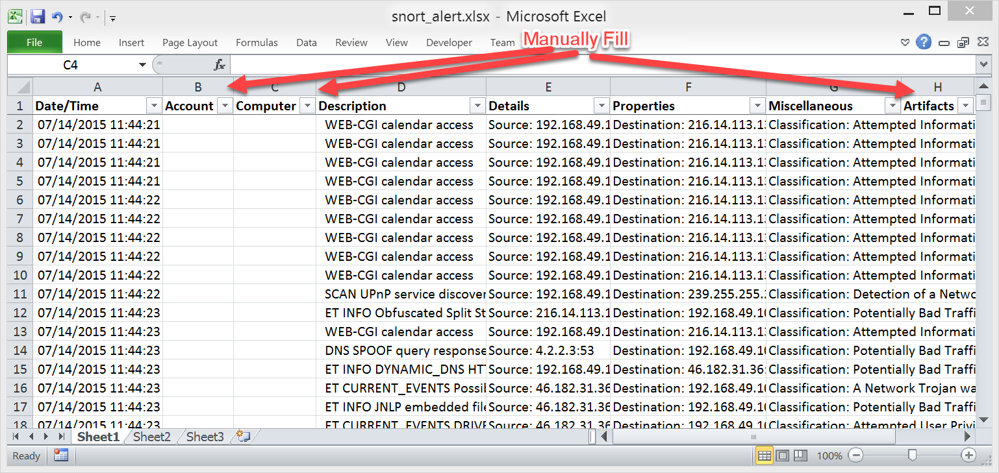 snort_alert.xlsx - Microsoft Excel
File Home Insert Page Layout Formulas Data Review View Developer Team
Manually Fill
C4 fx
A B C D E F G H
1 Date/Time Account Computer Description Details Properties Miscellaneous Artifacts
2 07/14/2015 11:44:21 WEB-CGI calendar access Source: 192.168.49.1 Destination: 216.14.113.13 Classification: Attempted Informati
3 07/14/2015 11:44:21 WEB-CGI calendar access Source: 192.168.49.1 Destination: 216.14.113.13 Classification: Attempted Informati
4 07/14/2015 11:44:21 WEB-CGI calendar access Source: 192.168.49.1 Destination: 216.14.113.13 Classification: Attempted Informati
5 07/14/2015 11:44:21 WEB-CGI calendar access Source: 192.168.49.1 Destination: 216.14.113.13 Classification: Attempted Informati
6 07/14/2015 11:44:22 WEB-CGI calendar access Source: 192.168.49.1 Destination: 216.14.113.13 Classification: Attempted Informati
7 07/14/2015 11:44:22 WEB-CGI calendar access Source: 192.168.49.1 Destination: 216.14.113.13 Classification: Attempted Informati
8 07/14/2015 11:44:22 WEB-CGI calendar access Source: 192.168.49.1 Destination: 216.14.113.13 Classification: Attempted Informati
9 07/14/2015 11:44:22 WEB-CGI calendar access Source: 192.168.49.1 Destination: 216.14.113.13 Classification: Attempted Informati
10 07/14/2015 11:44:22 WEB-CGI calendar access Source: 192.168.49.1 Destination: 216.14.113.13 Classification: Attempted Informati
11 07/14/2015 11:44:22 SCAN UPnP service discover Source: 192.168.49.1 Destination: 239.255.255. Classification: Detection of a Netwo
12 07/14/2015 11:44:23 ET INFO Obfuscated Split St Source: 216.14.113.1 Destination: 192.168.49.10 Classification: Potentially Bad Traffi
13 07/14/2015 11:44:23 WEB-CGI calendar access Source: 192.168.49.1 Destination: 216.14.113.13 Classification: Attempted Informati
14 07/14/2015 11:44:23 DNS SPOOF query response Source: 4.2.2.3:53 Destination: 192.168.49.10 Classification: Potentially Bad Traffi
15 07/14/2015 11:44:23 ET INFO DYNAMIC_DNS HTT Source: 192.168.49.1 Destination: 46.182.31.36: Classification: Potentially Bad Traffi
16 07/14/2015 11:44:23 ET CURRENT_EVENTS Possib Source: 46.182.31.36 Destination: 192.168.49.10 Classification: A Network Trojan wa
17 07/14/2015 11:44:23 ET INFO JNLP embedded file Source: 46.182.31.36 Destination: 192.168.49.10 Classification: Potentially Bad Traffi
18 07/14/2015 11:44:23 ET CURRENT_EVENTS DRIVE Source: 46.182.31.36 Destination: 192.168.49.10 Classification: Attempted User Privi
Sheet1 Sheet2 Sheet3
Ready 100%